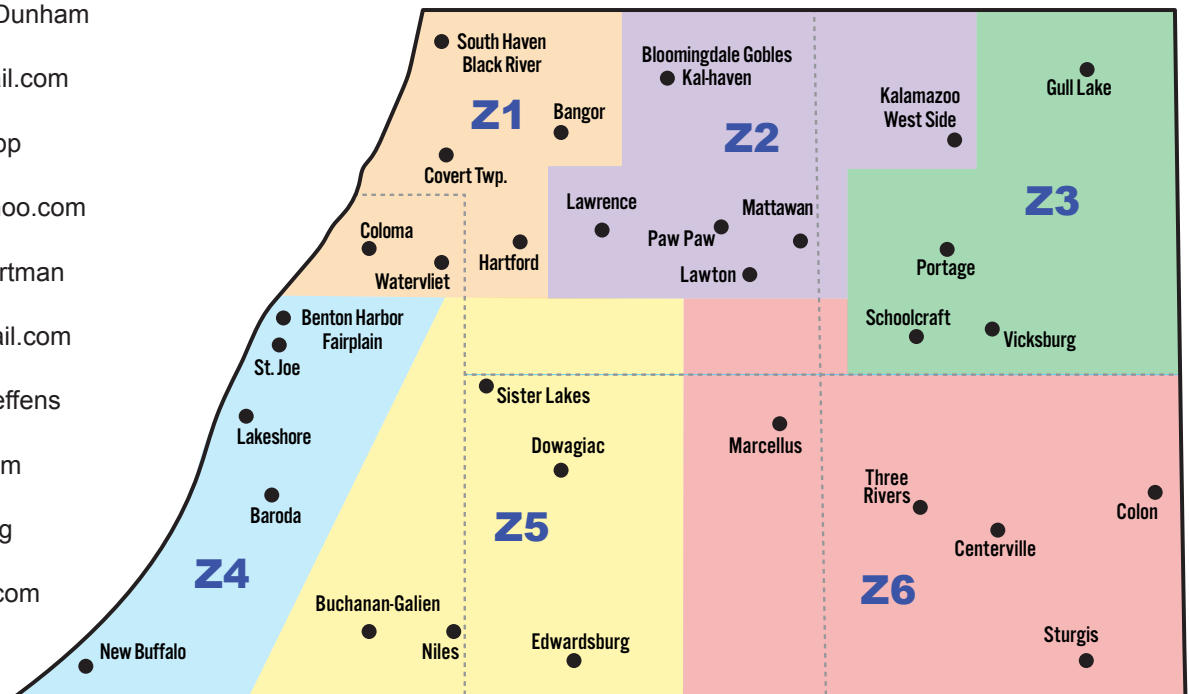 Dunham
ail.com
op
hoo.com
rtman
ail.com
effens
m
g
com
South Haven
Black River
Bloomingdale Gobles
Kal-haven
Gull Lake
Kalamazoo
West Side
Z1
Bangor
Z2
Covert Twp.
Z3
Lawrence
Mattawan
Coloma
Paw Paw
Hartford
Portage
Watervliet
Lawton
Benton Harbor
Fairplain
Schoolcraft
Vicksburg
St. Joe
Sister Lakes
Lakeshore
Dowagiac
Marcellus
Three
Rivers
Baroda
Colon
Z5
Centerville
Z4
Z6
Buchanan-Galien
Sturgis
New Buffalo
Niles
Edwardsburg